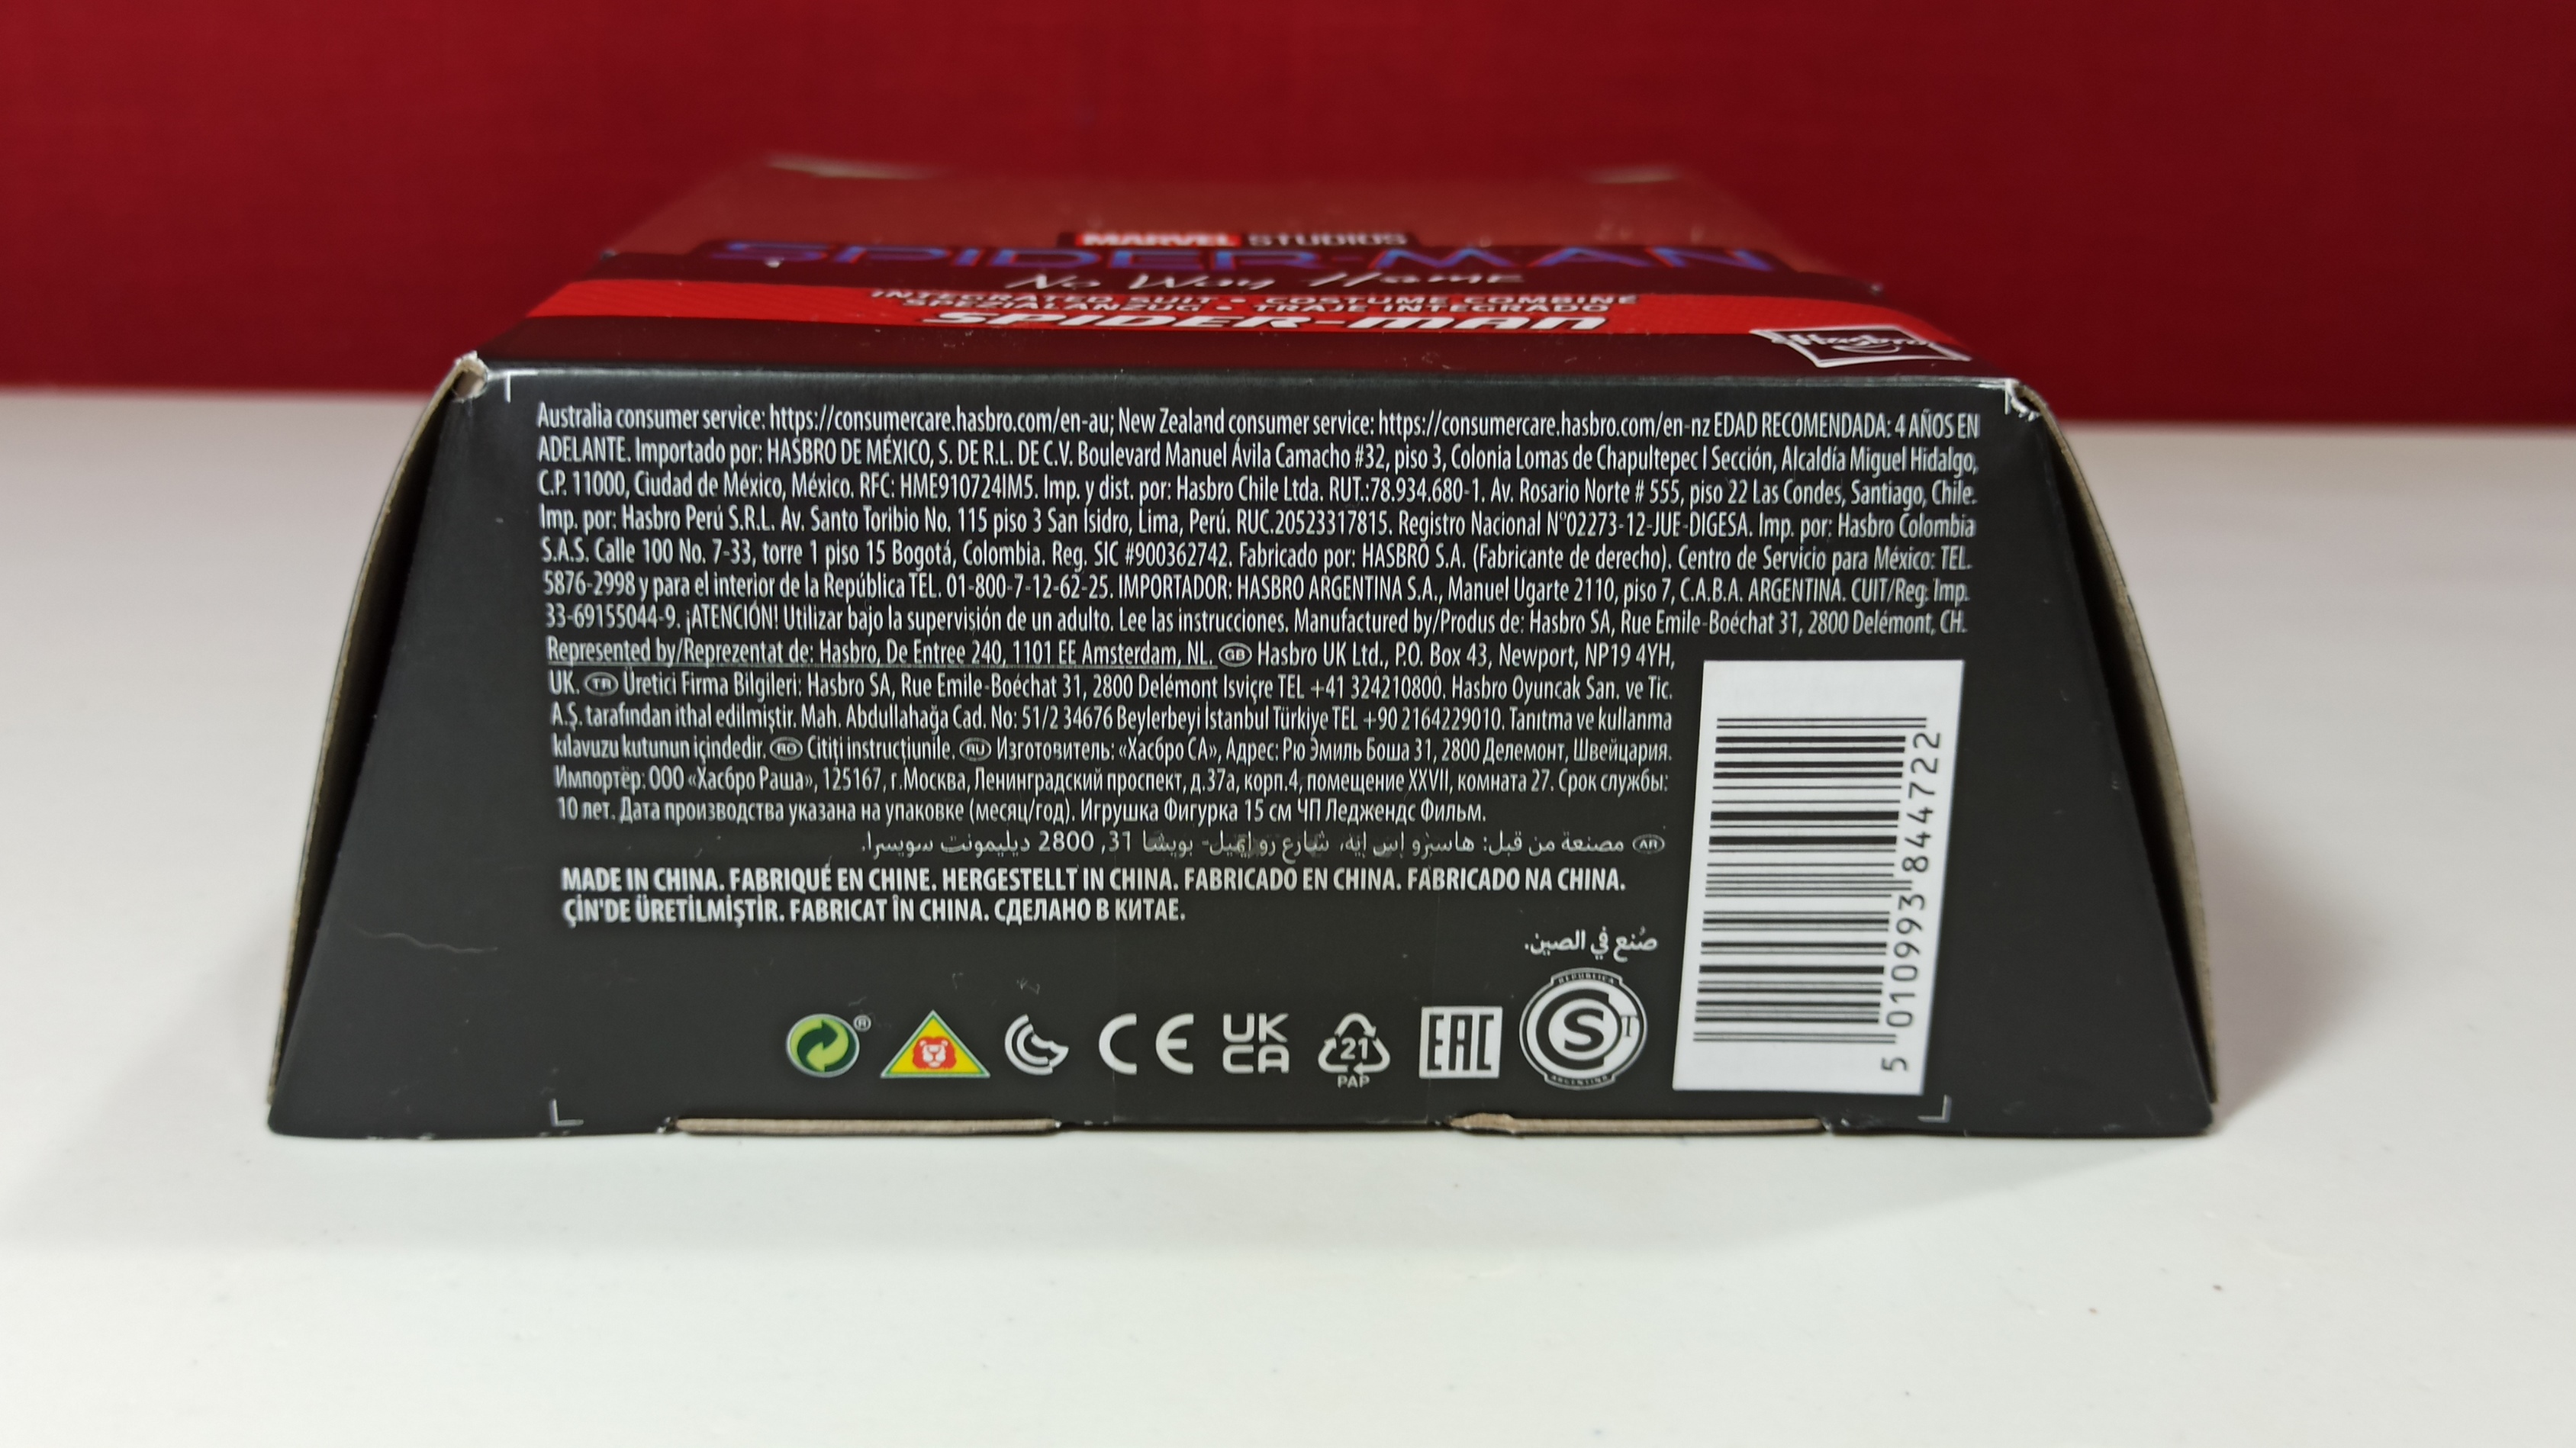 MARVEL STUDIOS
SPIDER-MAN
No Way Home
INTEGRATED SUIT • COSTUME COMBINÉ
SPEZIALANZUG • TRAJE INTEGRADO
SPIDER-MAN
Hasbro
Australia consumer service: https://consumercare.hasbro.com/en-au; New Zealand consumer service: https://consumercare.hasbro.com/en-nz EDAD RECOMENDADA: 4 AÑOS EN
ADELANTE. Importado por: HASBRO DE MÉXICO, S. DE R.L. DE C.V. Boulevard Manuel Ávila Camacho #32, piso 3, Colonia Lomas de Chapultepec I Sección, Alcaldía Miguel Hidalgo,
C.P. 11000, Ciudad de México, México. RFC: HME910724IM5. Imp. y dist. por: Hasbro Chile Ltda. RUT.:78.934.680-1. Av. Rosario Norte # 555, piso 22 Las Condes, Santiago, Chile.
Imp. por: Hasbro Perú S.R.L. Av. Santo Toribio No. 115 piso 3 San Isidro, Lima, Perú. RUC.20523317815. Registro Nacional N°02273-12-JUE-DIGESA. Imp. por: Hasbro Colombia
S.A.S. Calle 100 No. 7-33, torre 1 piso 15 Bogotá, Colombia. Reg. SIC #900362742. Fabricado por: HASBRO S.A. (Fabricante de derecho). Centro de Servicio para México: TEL.
5876-2998 y para el interior de la República TEL. 01-800-7-12-62-25. IMPORTADOR: HASBRO ARGENTINA S.A., Manuel Ugarte 2110, piso 7, C.A.B.A. ARGENTINA. CUIT/Reg. Imp.
33-69155044-9. ¡ATENCIÓN! Utilizar bajo la supervisión de un adulto. Lee las instrucciones. Manufactured by/Produs de: Hasbro SA, Rue Emile-Boéchat 31, 2800 Delémont, CH.
Represented by/Reprezentat de: Hasbro, De Entree 240, 1101 EE Amsterdam, NL. GB Hasbro UK Ltd., P.O. Box 43, Newport, NP19 4YH,
UK. TR Üretici Firma Bilgileri: Hasbro SA, Rue Emile-Boéchat 31, 2800 Delémont Isviçre TEL +41 324210800. Hasbro Oyuncak San. ve Tic.
A.Ş. tarafından ithal edilmiştir. Mah. Abdullahağa Cad. No: 51/2 34676 Beylerbeyi İstanbul Türkiye TEL +90 2164229010. Tanıtma ve kullanma
kılavuzu kutunun içindedir. RO Citiți instrucțiunile. RU Изготовитель: «Хасбро СА», Адрес: Рю Эмиль Боша 31, 2800 Делемонт, Швейцария.
Импортёр: ООО «Хасбро Раша», 125167, г.Москва, Ленинградский проспект, д.37а, корп.4, помещение XXVII, комната 27. Срок службы:
10 лет. Дата производства указана на упаковке (месяц/год). Игрушка Фигурка 15 см ЧП Леджендс Фильм.
AR مصنعة من قبل: هاسبرو إس إيه، شارع رو إميل- بويشا 31, 2800 ديليمونت سويسرا.
MADE IN CHINA. FABRIQUÉ EN CHINE. HERGESTELLT IN CHINA. FABRICADO EN CHINA. FABRICADO NA CHINA.
ÇİN'DE ÜRETİLMİŞTİR. FABRICAT ÎN CHINA. СДЕЛАНО В КИТАЕ.
صُنع في الصين.
® CE UK CA 21 PAP EAC REPUBLICA S ARGENTINA
5 010993 844722